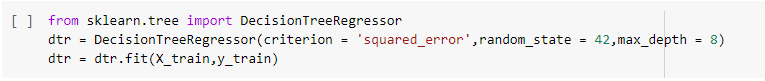 [ ] from sklearn.tree import DecisionTreeRegressor
dtr = DecisionTreeRegressor(criterion = 'squared_error',random_state = 42,max_depth = 8)
dtr = dtr.fit(X_train,y_train)